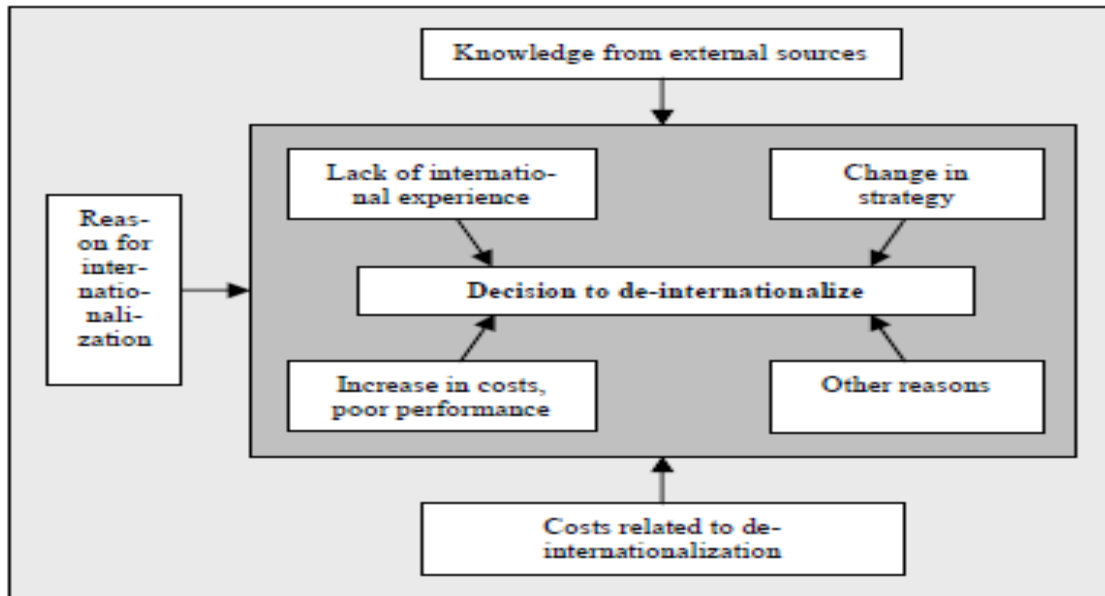 Knowledge from external sources
Lack of internatio-
nal experience
Change in
strategy
Reas-
on for
inter-
natio-
nali-
zation
Decision to de-internationalize
Increase in costs,
poor performance
Other reasons
Costs related to de-
internationalization